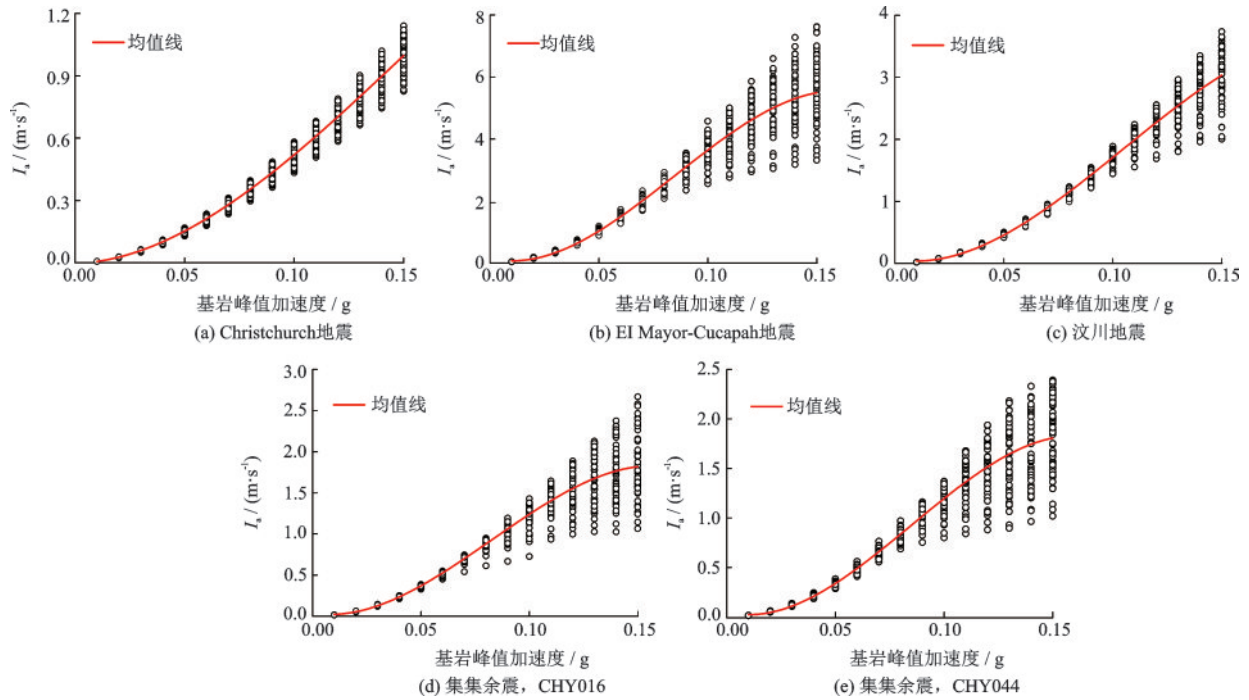 1.2
0.9
0.6
0.3
0.0
0.00 0.05 0.10 0.15
Iₐ / (m·s⁻¹)
均值线
基岩峰值加速度 / g
(a) Christchurch地震
8
6
4
2
0
0.00 0.05 0.10 0.15
Iₐ / (m·s⁻¹)
均值线
基岩峰值加速度 / g
(b) EI Mayor-Cucapah地震
4
3
2
1
0
0.00 0.05 0.10 0.15
Iₐ / (m·s⁻¹)
均值线
基岩峰值加速度 / g
(c) 汶川地震
3.0
2.5
2.0
1.5
1.0
0.5
0.0
0.00 0.05 0.10 0.15
Iₐ / (m·s⁻¹)
均值线
基岩峰值加速度 / g
(d) 集集余震，CHY016
2.5
2.0
1.5
1.0
0.5
0.0
0.00 0.05 0.10 0.15
Iₐ / (m·s⁻¹)
均值线
基岩峰值加速度 / g
(e) 集集余震，CHY044